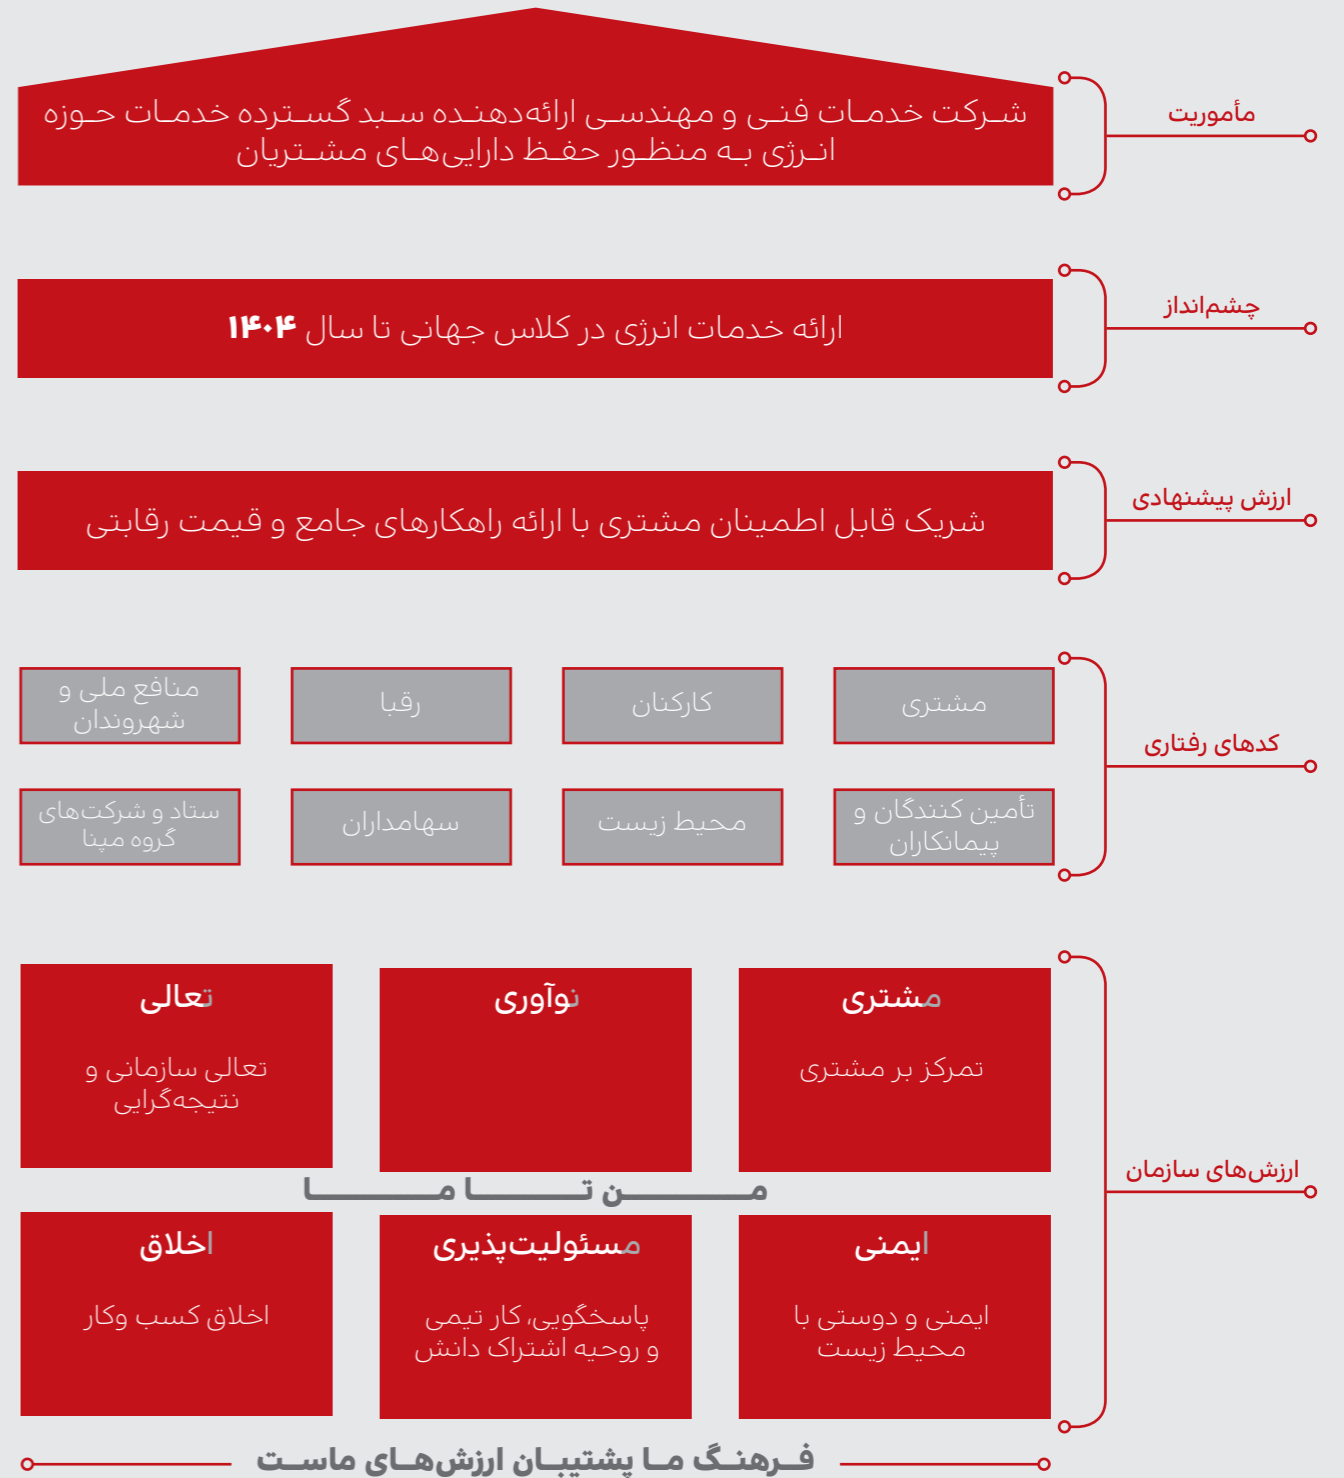 مأموریت
شرکت خدمات فنی و مهندسی ارائه‌دهنده سبد گسترده خدمات حوزه
انرژی به منظور حفظ دارایی‌های مشتریان
چشم‌انداز
ارائه خدمات انرژی در کلاس جهانی تا سال ۱۴۰۴
ارزش پیشنهادی
شریک قابل اطمینان مشتری با ارائه راهکارهای جامع و قیمت رقابتی
کدهای رفتاری
مشتری
کارکنان
رقبا
منافع ملی و
شهروندان
تأمین کنندگان و
پیمانکاران
محیط زیست
سهامداران
ستاد و شرکت‌های
گروه مپنا
ارزش‌های سازمان
مشتری
تمرکز بر مشتری
نوآوری
تعالی
تعالی سازمانی و
نتیجه‌گرایی
من تا ما
ایمنی
ایمنی و دوستی با
محیط زیست
مسئولیت‌پذیری
پاسخگویی، کار تیمی
و روحیه اشتراک دانش
اخلاق
اخلاق کسب وکار
فرهنگ ما پشتیبان ارزش‌های ماست